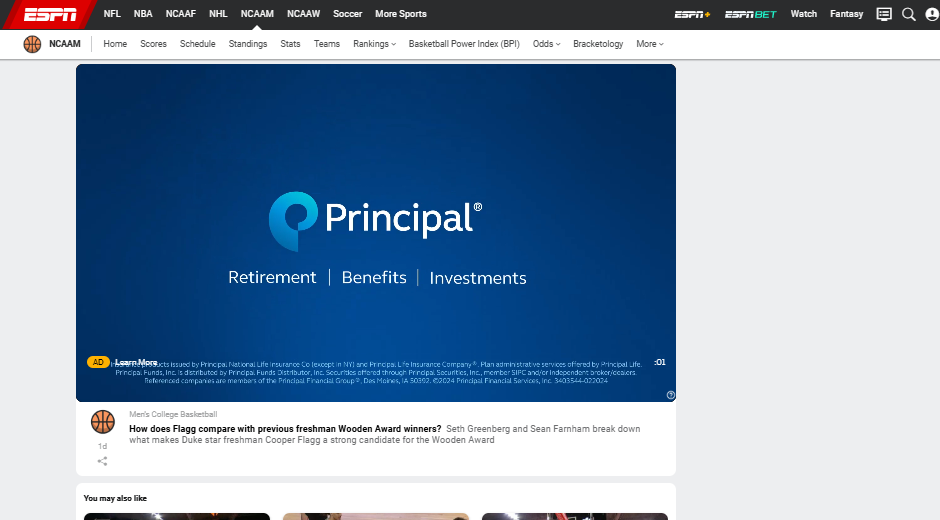 ESPN NFL NBA NCAAF NHL NCAAM NCAAW Soccer More Sports ESPN+ ESPN BET Watch Fantasy
NCAAM Home Scores Schedule Standings Stats Teams Rankings Basketball Power Index (BPI) Odds Bracketology More
Principal®
Retirement | Benefits | Investments
AD Learn More :01
products issued by Principal National Life Insurance Co (except in NY) and Principal Life Insurance Company®. Plan administrative services offered by Principal Life.
Principal Funds, Inc. is distributed by Principal Funds Distributor, Inc. Securities offered through Principal Securities, Inc., member SIPC and/or independent broker/dealers.
Referenced companies are members of the Principal Financial Group®, Des Moines, IA 50392. ©2024 Principal Financial Services, Inc. 3403544-022024
Men's College Basketball
How does Flagg compare with previous freshman Wooden Award winners? Seth Greenberg and Sean Farnham break down
what makes Duke star freshman Cooper Flagg a strong candidate for the Wooden Award
1d
You may also like